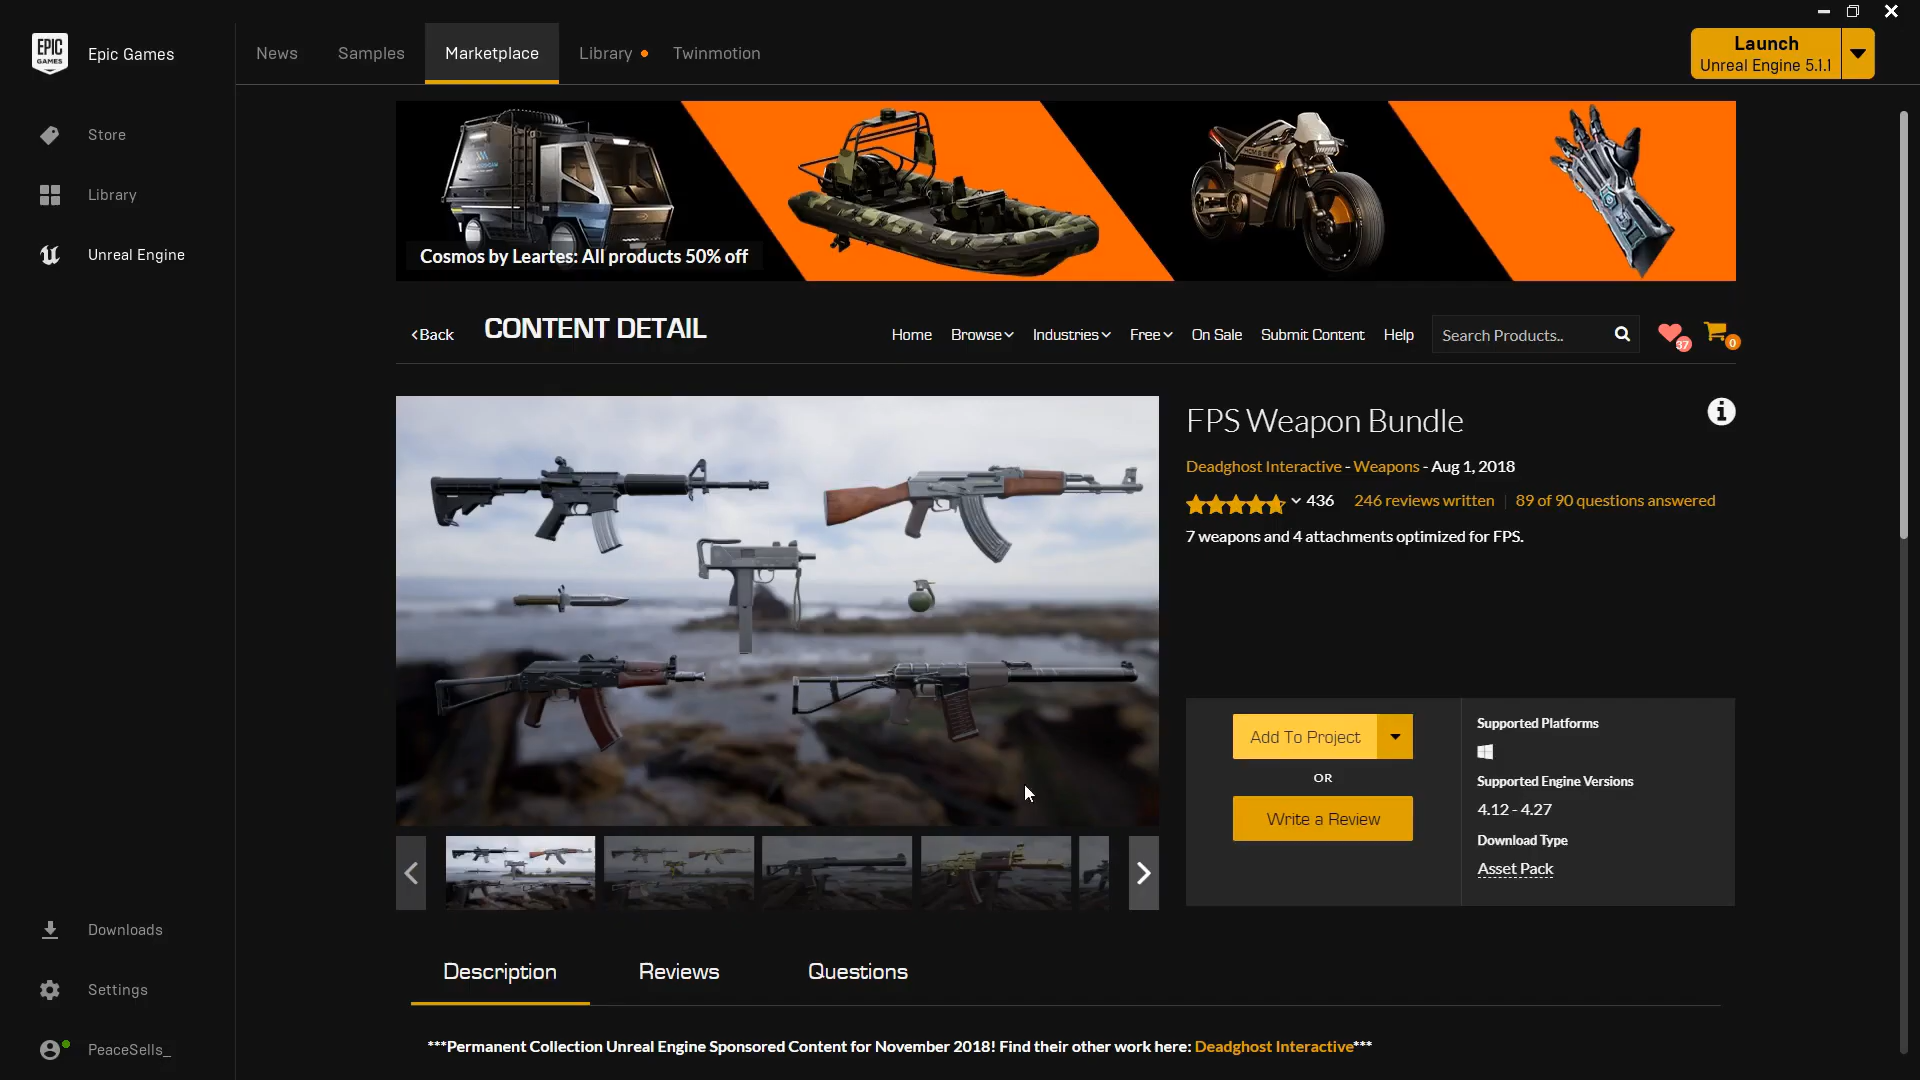 EPIC GAMES
Epic Games
News
Samples
Marketplace
Library
Twinmotion
Launch
Unreal Engine 5.1.1
Store
Library
Unreal Engine
Cosmos by Leartes: All products 50% off
Back
CONTENT DETAIL
Home
Browse
Industries
Free
On Sale
Submit Content
Help
Search Products..
37
0
FPS Weapon Bundle
Deadghost Interactive - Weapons - Aug 1, 2018
436
246 reviews written
89 of 90 questions answered
7 weapons and 4 attachments optimized for FPS.
Add To Project
OR
Write a Review
Supported Platforms
Supported Engine Versions
4.12 - 4.27
Download Type
Asset Pack
Description
Reviews
Questions
***Permanent Collection Unreal Engine Sponsored Content for November 2018! Find their other work here: Deadghost Interactive***
Downloads
Settings
PeaceSells_